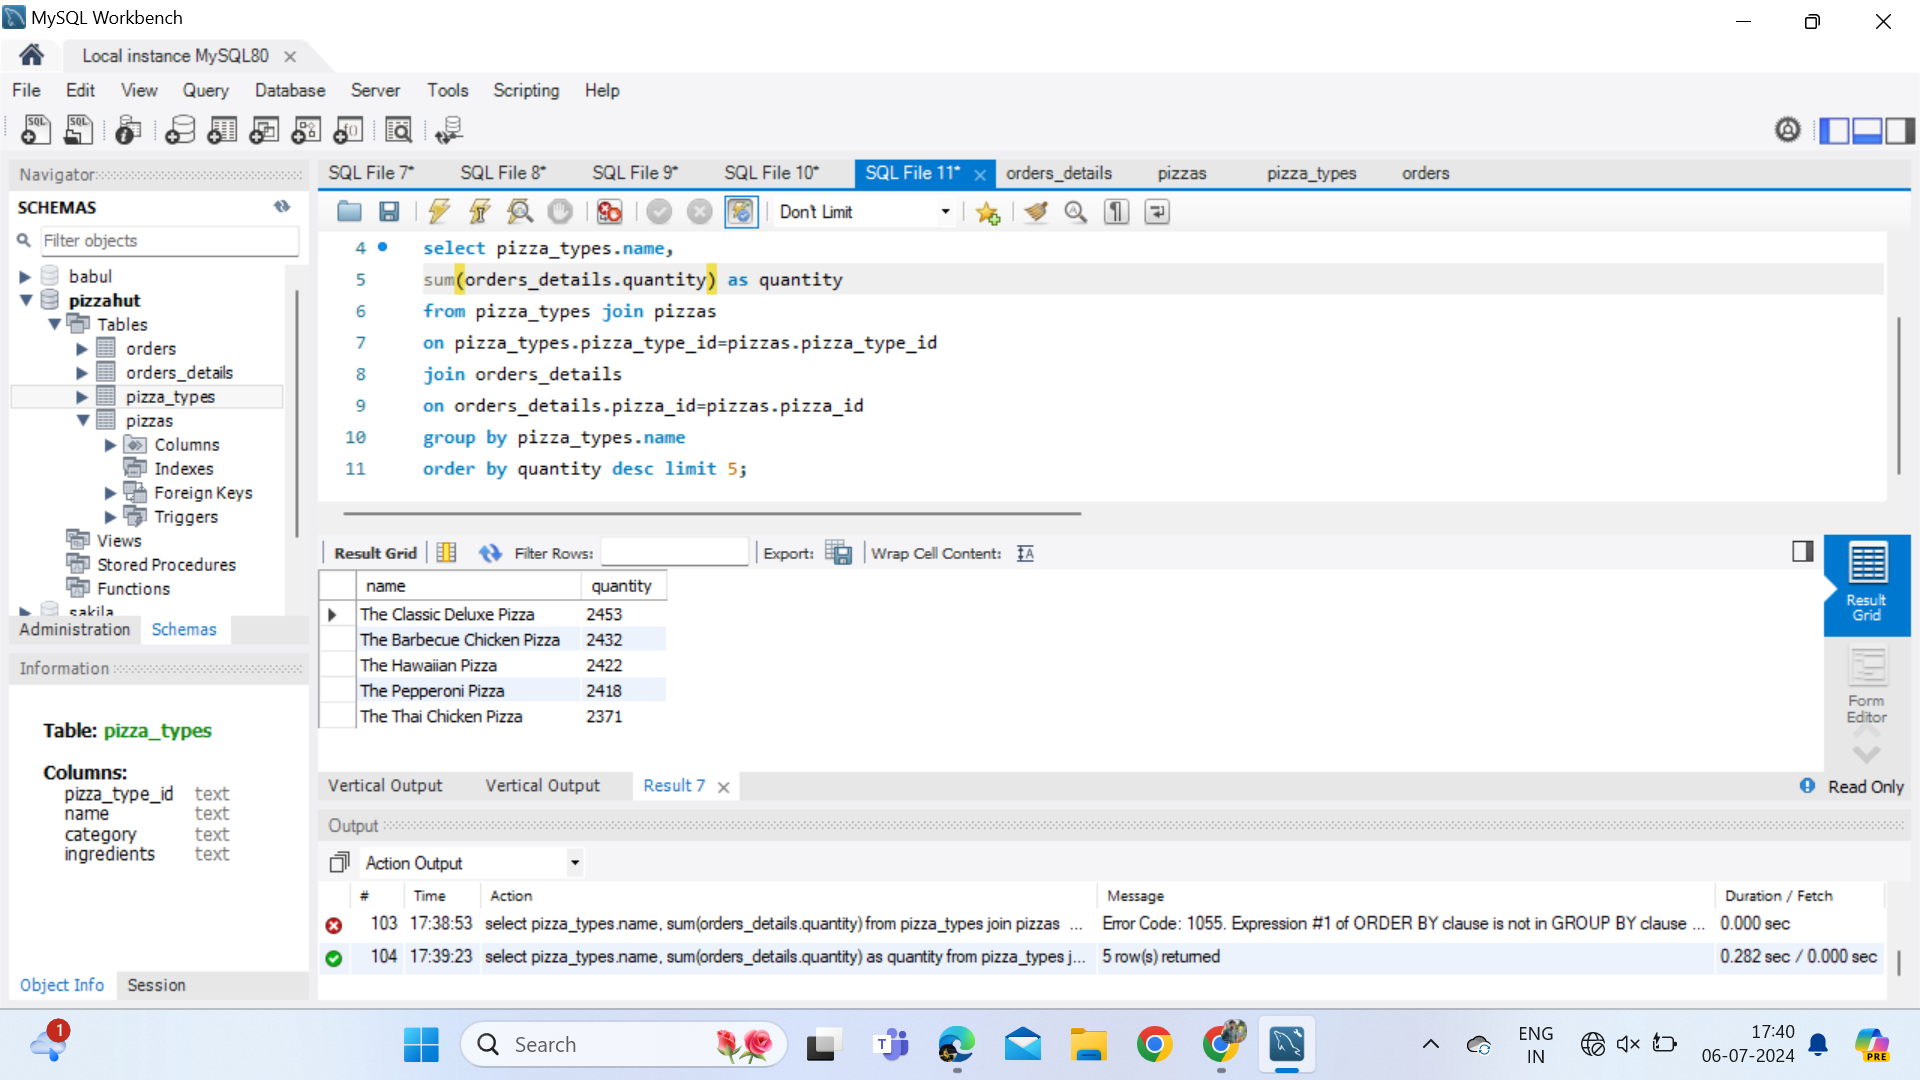 MySQL Workbench
Local instance MySQL80
File Edit View Query Database Server Tools Scripting Help
Navigator
SQL File 7* SQL File 8* SQL File 9* SQL File 10* SQL File 11* orders_details pizzas pizza_types orders
SCHEMAS
Filter objects
Don't Limit
babul
pizzahut
Tables
orders
orders_details
pizza_types
pizzas
Columns
Indexes
Foreign Keys
Triggers
Views
Stored Procedures
Functions
sakila
Administration Schemas
4 select pizza_types.name,
5 sum(orders_details.quantity) as quantity
6 from pizza_types join pizzas
7 on pizza_types.pizza_type_id=pizzas.pizza_type_id
8 join orders_details
9 on orders_details.pizza_id=pizzas.pizza_id
10 group by pizza_types.name
11 order by quantity desc limit 5;
Result Grid Filter Rows: Export: Wrap Cell Content:
name quantity
The Classic Deluxe Pizza 2453
The Barbecue Chicken Pizza 2432
The Hawaiian Pizza 2422
The Pepperoni Pizza 2418
The Thai Chicken Pizza 2371
Result
Grid
Form
Editor
Information
Table: pizza_types
Columns:
pizza_type_id text
name text
category text
ingredients text
Object Info Session
Vertical Output Vertical Output Result 7 Read Only
Output
Action Output
# Time Action Message Duration / Fetch
103 17:38:53 select pizza_types.name, sum(orders_details.quantity) from pizza_types join pizzas ... Error Code: 1055. Expression #1 of ORDER BY clause is not in GROUP BY clause ... 0.000 sec
104 17:39:23 select pizza_types.name, sum(orders_details.quantity) as quantity from pizza_types j... 5 row(s) returned 0.282 sec / 0.000 sec
1
Search
ENG
IN
17:40
06-07-2024
PRE